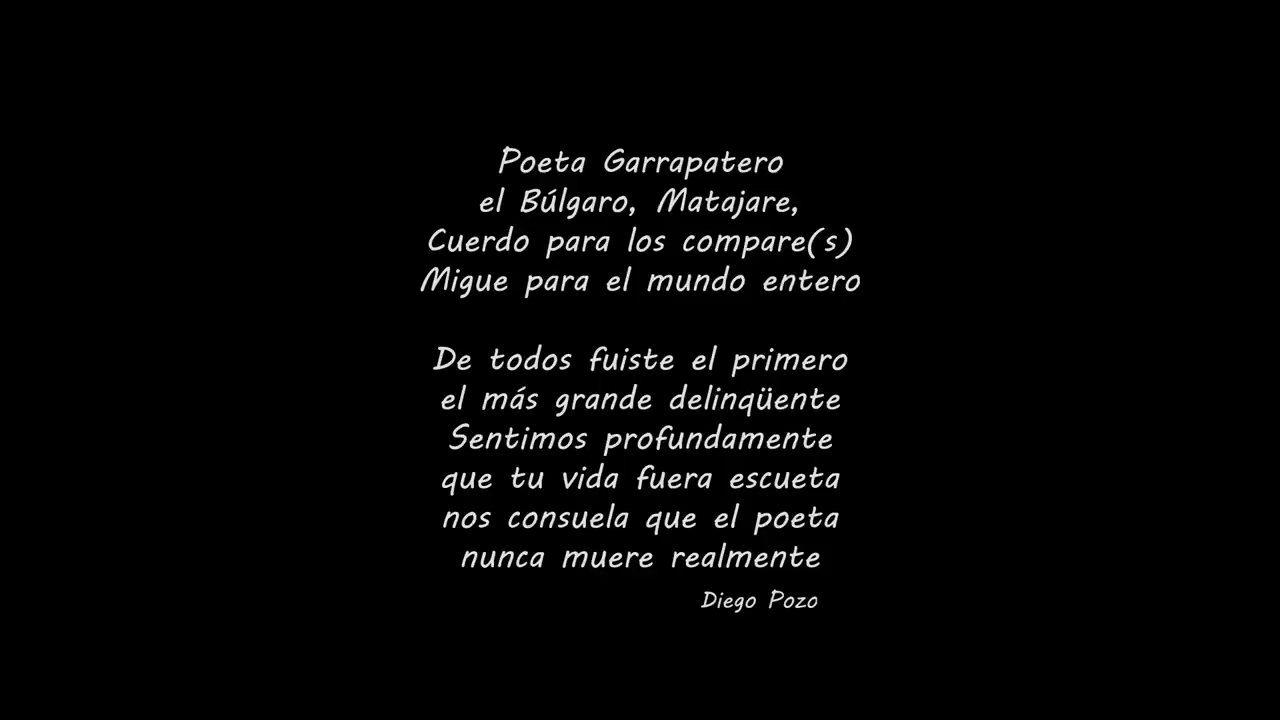 Poeta Garrapatero
el Búlgaro, Matajare,
Cuerdo para los compare(s)
Migue para el mundo entero
De todos fuiste el primero
el más grande delinqüente
Sentimos profundamente
que tu vida fuera escueta
nos consuela que el poeta
nunca muere realmente
Diego Pozo